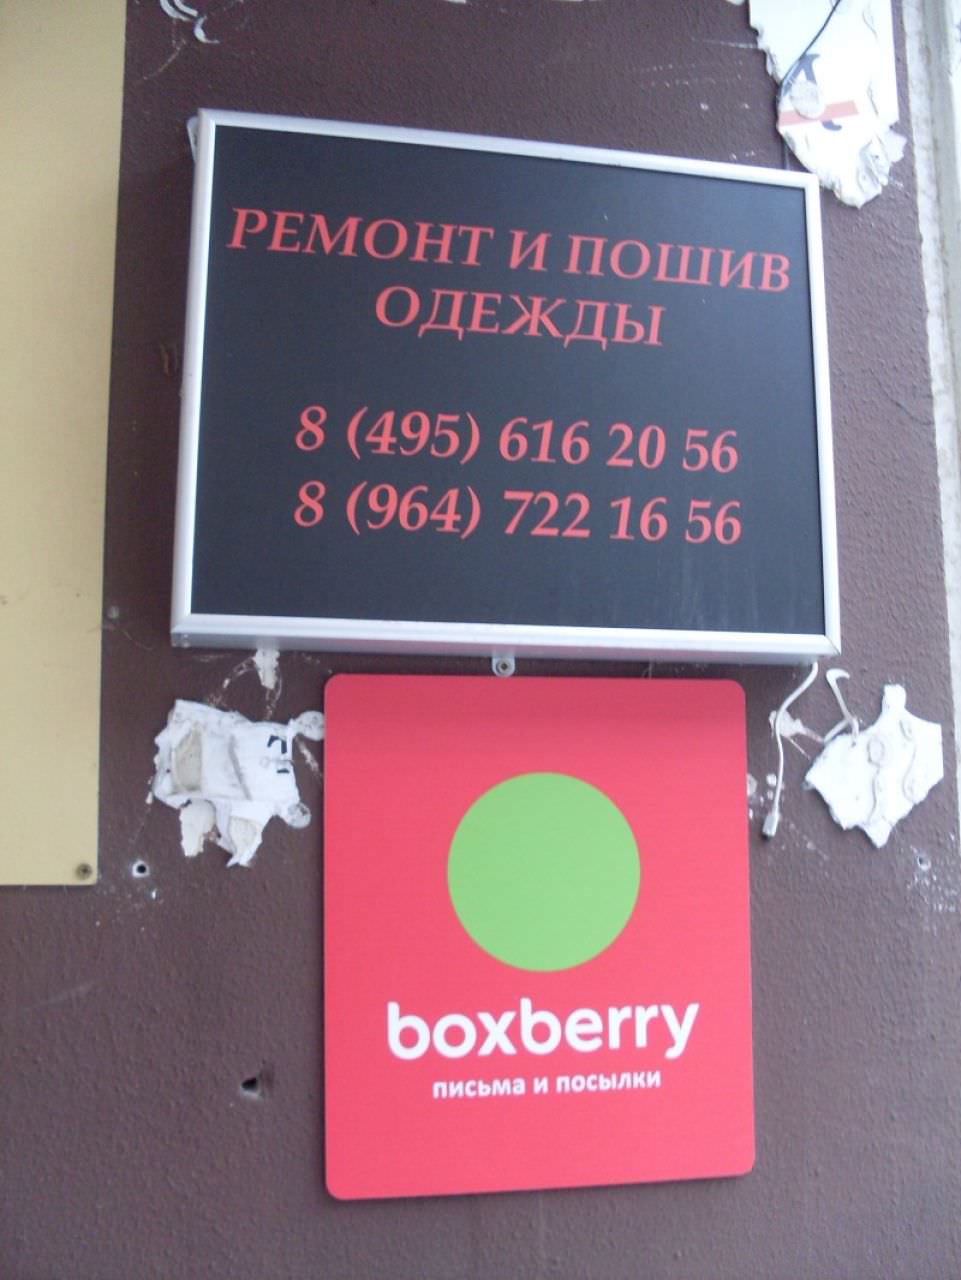 РЕМОНТ И ПОШИВ
ОДЕЖДЫ
8 (495) 616 20 56
8 (964) 722 16 56
boxberry
письма и посылки